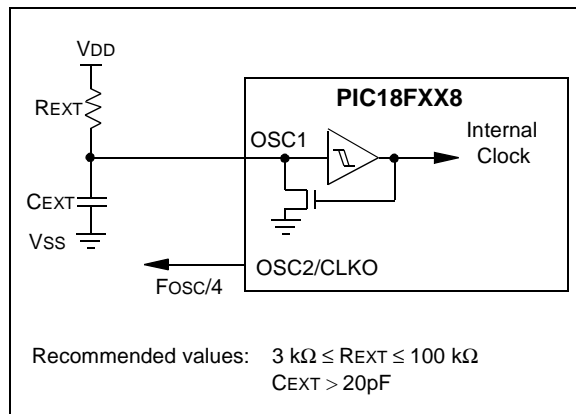 VDD
PIC18FXX8
REXT
OSC1
Internal
Clock
CEXT
VSS
OSC2/CLKO
FOSC/4
Recommended values: 3 kΩ ≤ REXT ≤ 100 kΩ
CEXT > 20pF